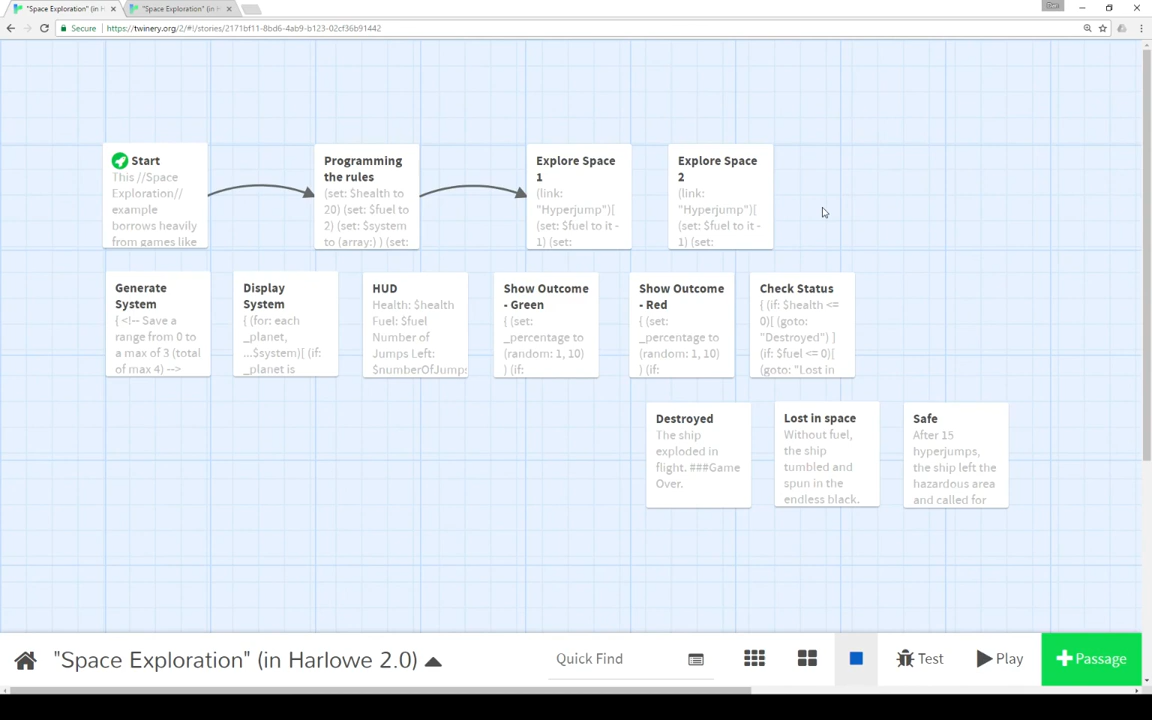 "Space Exploration" (in H
"Space Exploration" (in H
Secure
https://twinery.org/2/#!/stories/2171bf11-8bd6-4ab9-b123-02cf36b91442
Start
This //Space
Exploration//
example
borrows heavily
from games like
Programming
the rules
(set: $health to
20) (set: $fuel to
2) (set: $system
to (array:) ) (set:
Explore Space
1
(link:
"Hyperjump")[
(set: $fuel to it -
1) (set:
Explore Space
2
(link:
"Hyperjump")[
(set: $fuel to it -
1) (set:
Generate
System
{ <!-- Save a
range from 0 to
a max of 3 (total
of max 4) -->
Display
System
{ (for: each
_planet,
...$system)[ (if:
_planet is
HUD
Health: $health
Fuel: $fuel
Number of
Jumps Left:
$numberOfJump
Show Outcome
- Green
{ (set:
_percentage to
(random: 1, 10)
) (if:
Show Outcome
- Red
{ (set:
_percentage to
(random: 1, 10)
) (if:
Check Status
{ (if: $health <=
0)[ (goto:
"Destroyed") ]
(if: $fuel <= 0)[
(goto: "Lost in
Destroyed
The ship
exploded in
flight. ###Game
Over.
Lost in space
Without fuel,
the ship
tumbled and
spun in the
endless black.
Safe
After 15
hyperjumps,
the ship left the
hazardous area
and called for
"Space Exploration" (in Harlowe 2.0)
Quick Find
Test
Play
+Passage